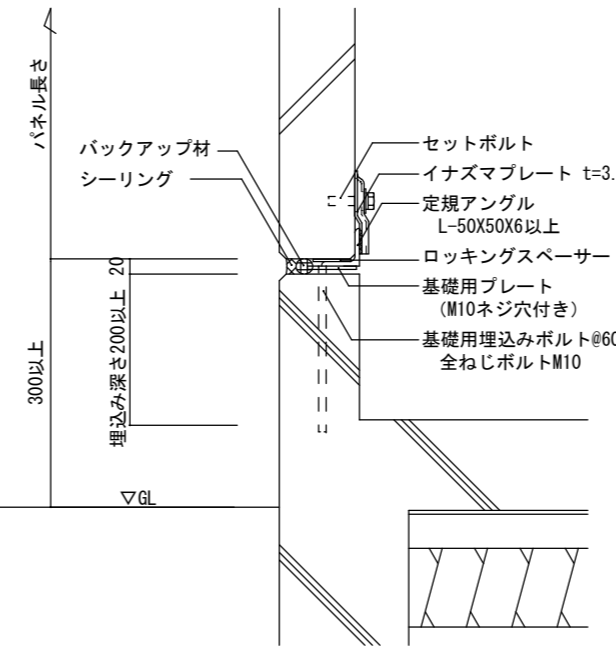 パネル長さ
バックアップ材
シーリング
20
埋込み深さ200以上
300以上
▽GL
セットボルト
イナズマプレート t=3.
定規アングル
L-50X50X6以上
ロッキングスペーサー
基礎用プレート
(M10ネジ穴付き)
基礎用埋込みボルト@60
全ねじボルトM10